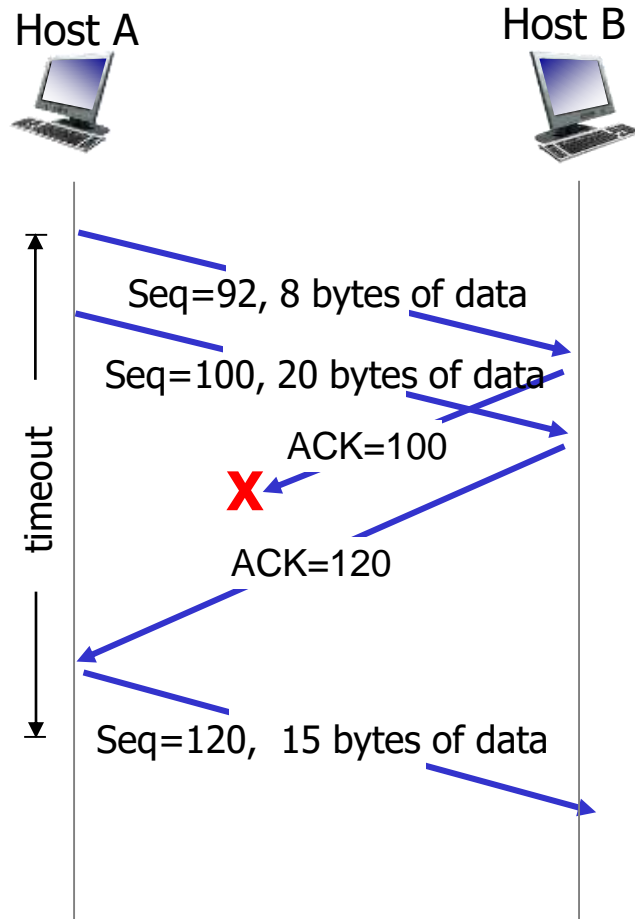 Host A
Host B
Seq=92, 8 bytes of data
Seq=100, 20 bytes of data
ACK=100
X
timeout
ACK=120
Seq=120,  15 bytes of data